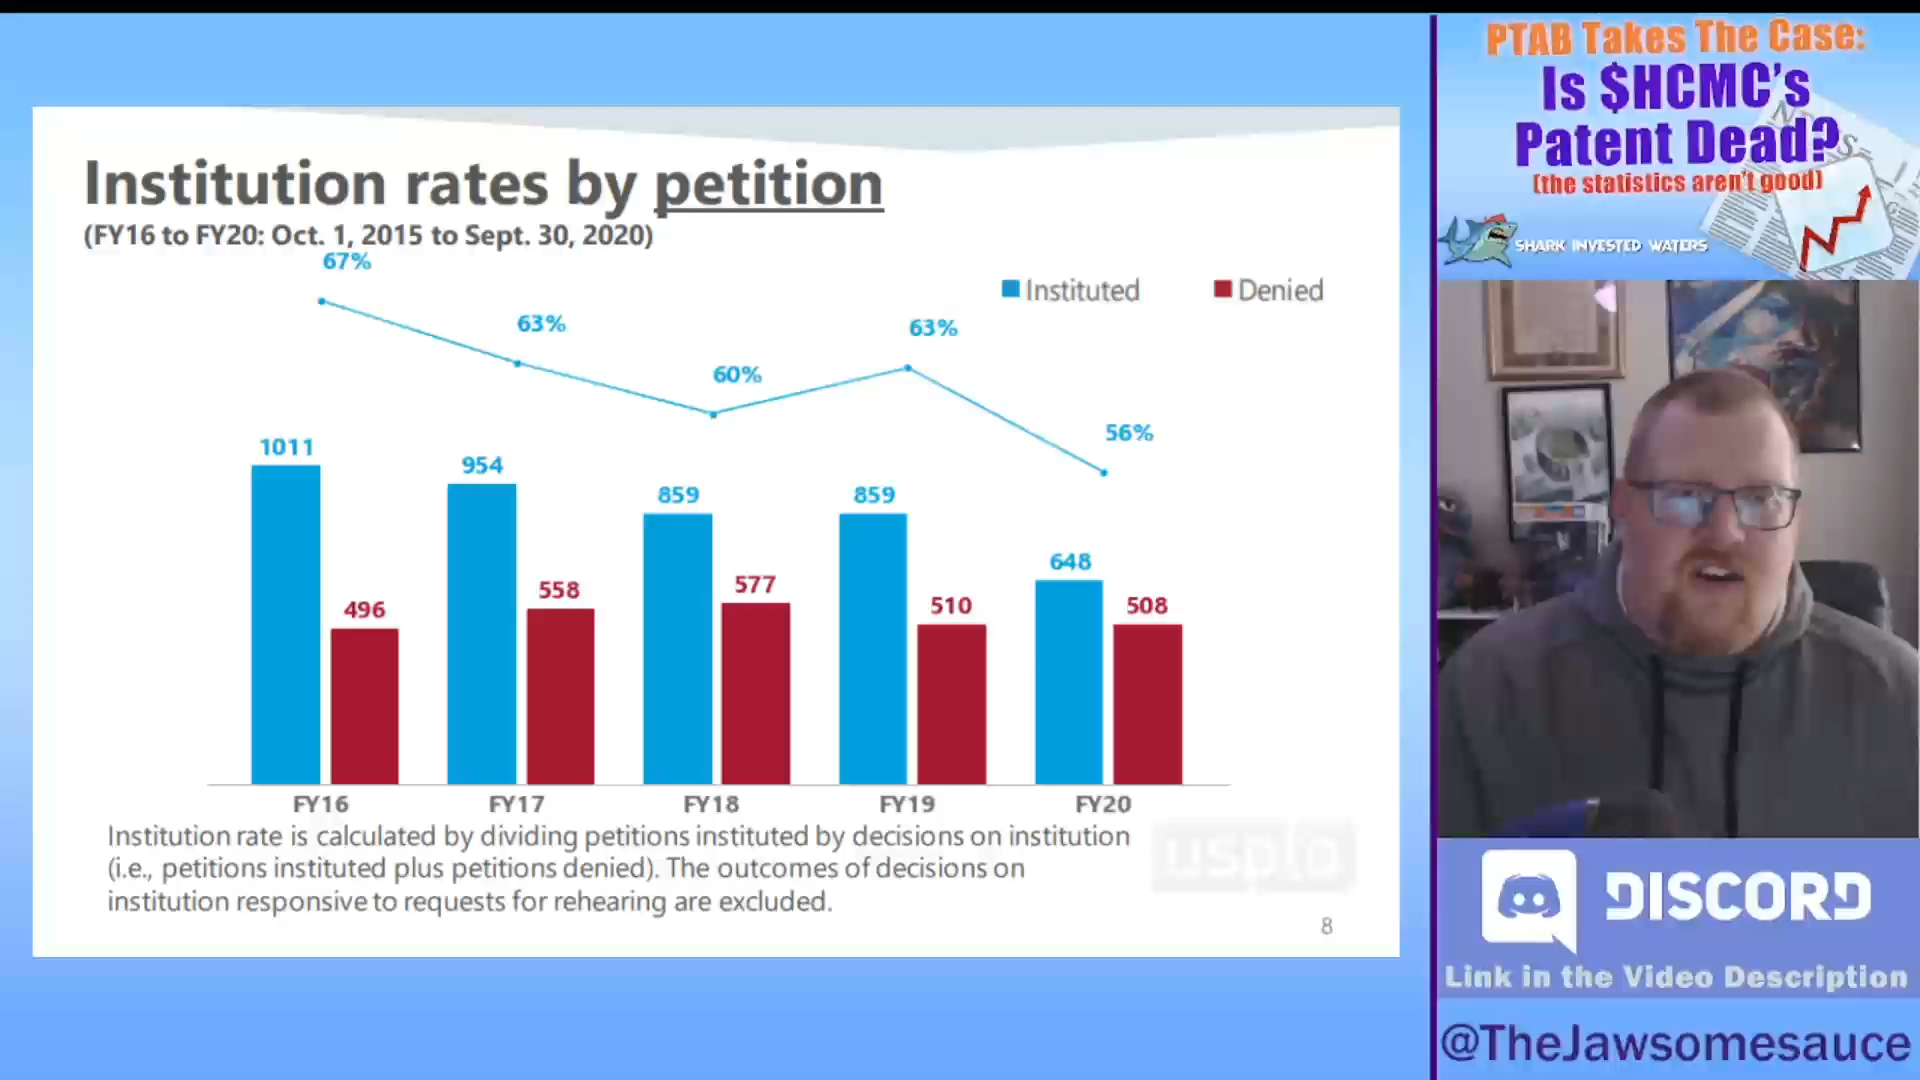 Institution rates by petition
(FY16 to FY20: Oct. 1, 2015 to Sept. 30, 2020)
67%
63%
60%
63%
56%
Instituted
Denied
1011
496
954
558
859
577
859
510
648
508
FY16
FY17
FY18
FY19
FY20
Institution rate is calculated by dividing petitions instituted by decisions on institution
(i.e., petitions instituted plus petitions denied). The outcomes of decisions on
institution responsive to requests for rehearing are excluded.
uspto
8
PTAB Takes The Case:
Is $HCMC's
Patent Dead?
(the statistics aren't good)
SHARK INVESTED WATERS
DISCORD
Link in the Video Description
@TheJawsomesauce